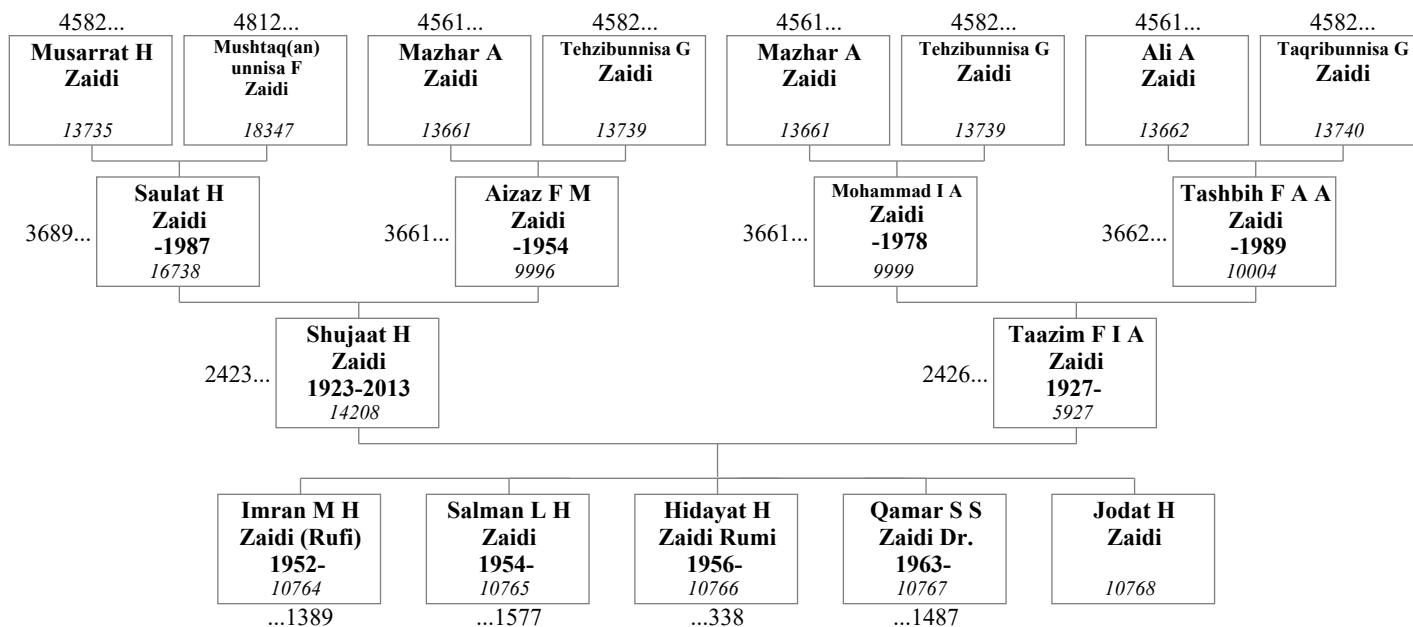 4582...
4812...
4561...
4582...
4561...
4582...
4561...
4582...
Musarrat H
Zaidi
13735
Mushtaq(an)
unnisa F
Zaidi
18347
Mazhar A
Zaidi
13661
Tehzibunnisa G
Zaidi
13739
Mazhar A
Zaidi
13661
Tehzibunnisa G
Zaidi
13739
Ali A
Zaidi
13662
Taqribunnisa G
Zaidi
13740
3689...
Saulat H
Zaidi
-1987
16738
3661...
Aizaz F M
Zaidi
-1954
9996
3661...
Mohammad I A
Zaidi
-1978
9999
3662...
Tashbih F A A
Zaidi
-1989
10004
2423...
Shujaat H
Zaidi
1923-2013
14208
2426...
Taazim F I A
Zaidi
1927-
5927
Imran M H
Zaidi (Rufi)
1952-
10764
...1389
Salman L H
Zaidi
1954-
10765
...1577
Hidayat H
Zaidi Rumi
1956-
10766
...338
Qamar S S
Zaidi Dr.
1963-
10767
...1487
Jodat H
Zaidi
10768